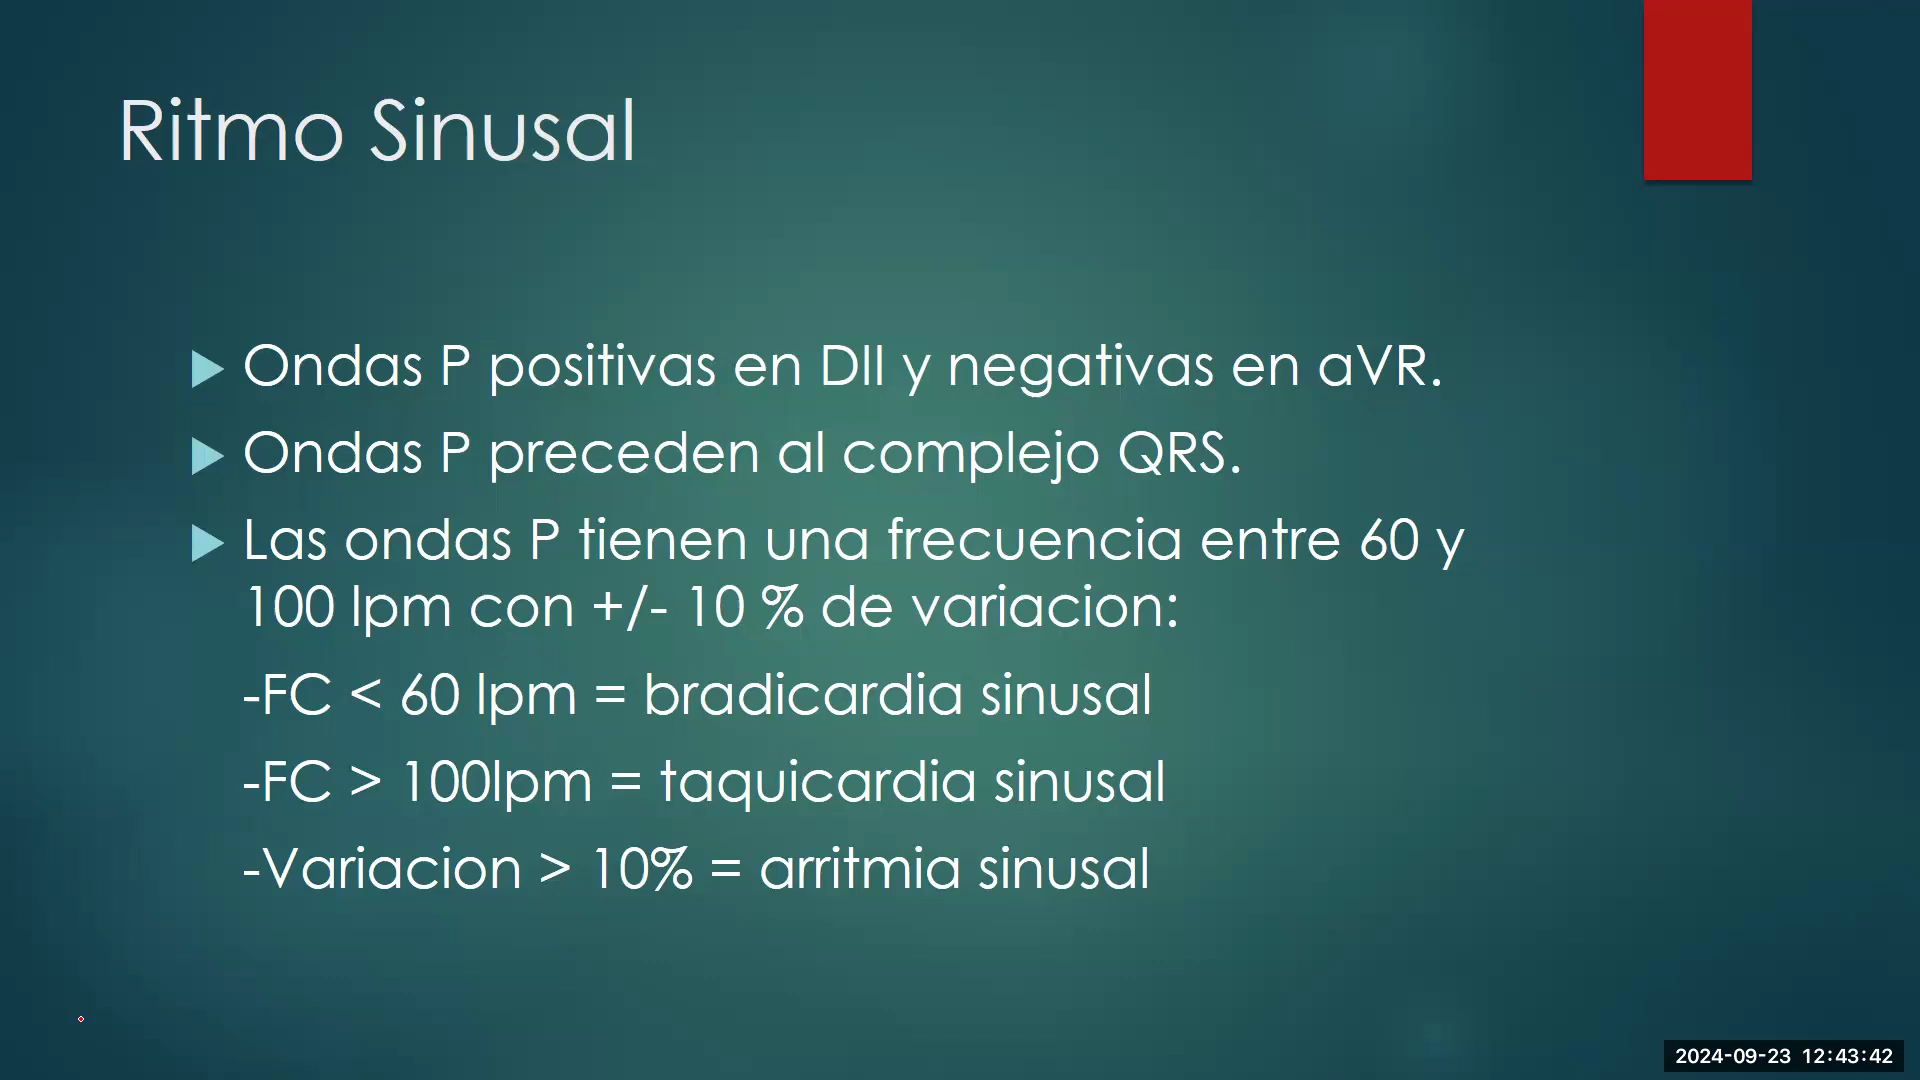 Ritmo Sinusal
Ondas P positivas en DII y negativas en aVR.
Ondas P preceden al complejo QRS.
Las ondas P tienen una frecuencia entre 60 y
100 lpm con +/- 10 % de variacion:
-FC < 60 lpm = bradicardia sinusal
-FC > 100lpm = taquicardia sinusal
-Variacion > 10% = arritmia sinusal
2024-09-23 12:43:42